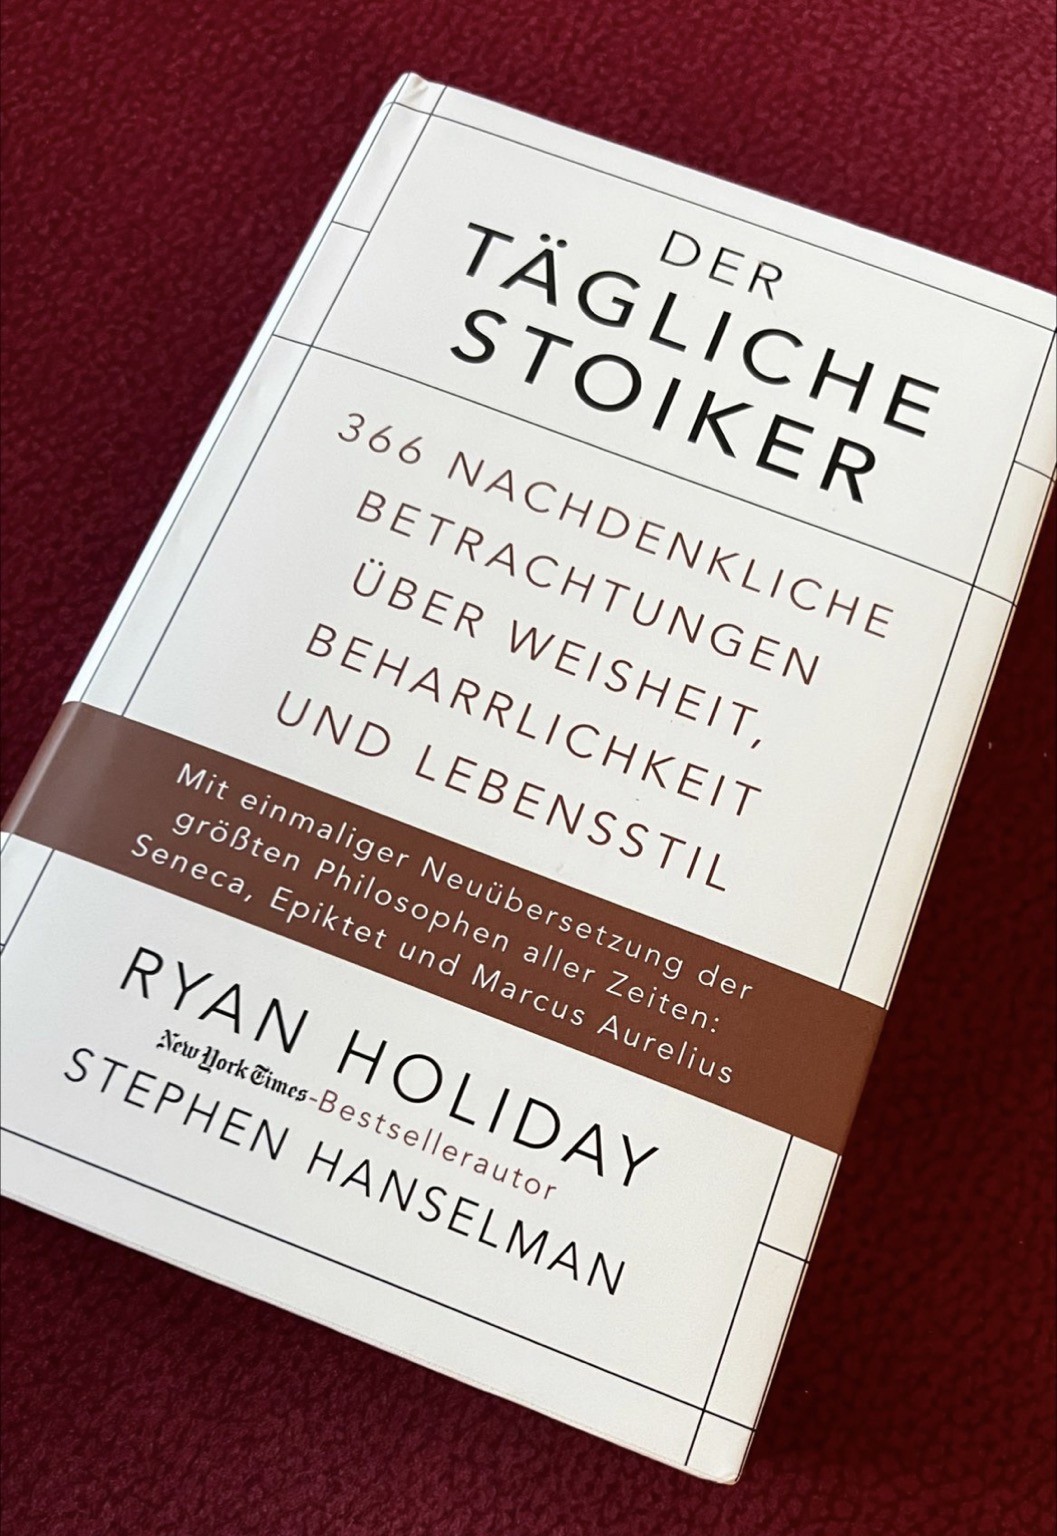 DER
TÄGLICHE
STOIKER
366 NACHDENKLICHE
BETRACHTUNGEN
ÜBER WEISHEIT,
BEHARRLICHKEIT
UND LEBENSSTIL
Mit einmaliger Neuübersetzung der
größten Philosophen aller Zeiten:
Seneca, Epiktet und Marcus Aurelius
RYAN HOLIDAY
New York Times-Bestsellerautor
STEPHEN HANSELMAN